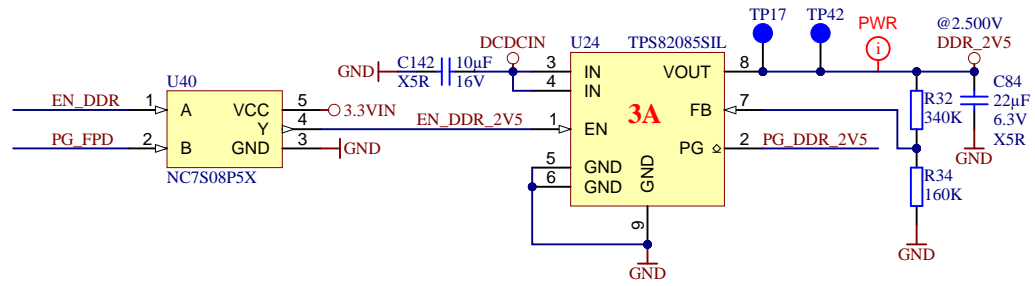 TP17 TP42 PWR @2.500V
DCDCIN U24 TPS82085SIL i DDR_2V5
GND C142 10µF 3 IN VOUT 8
X5R 16V 4 IN
U40 C84
EN_DDR 1 A VCC 5 3.3VIN 3A FB 7 R32 22µF
Y 4 EN_DDR_2V5 1 EN 340K 6.3V
PG_FPD 2 B GND 3 GND PG 2 PG_DDR_2V5 X5R
GND
NC7S08P5X 5 GND GND R34
6 GND 160K
9
GND
GND